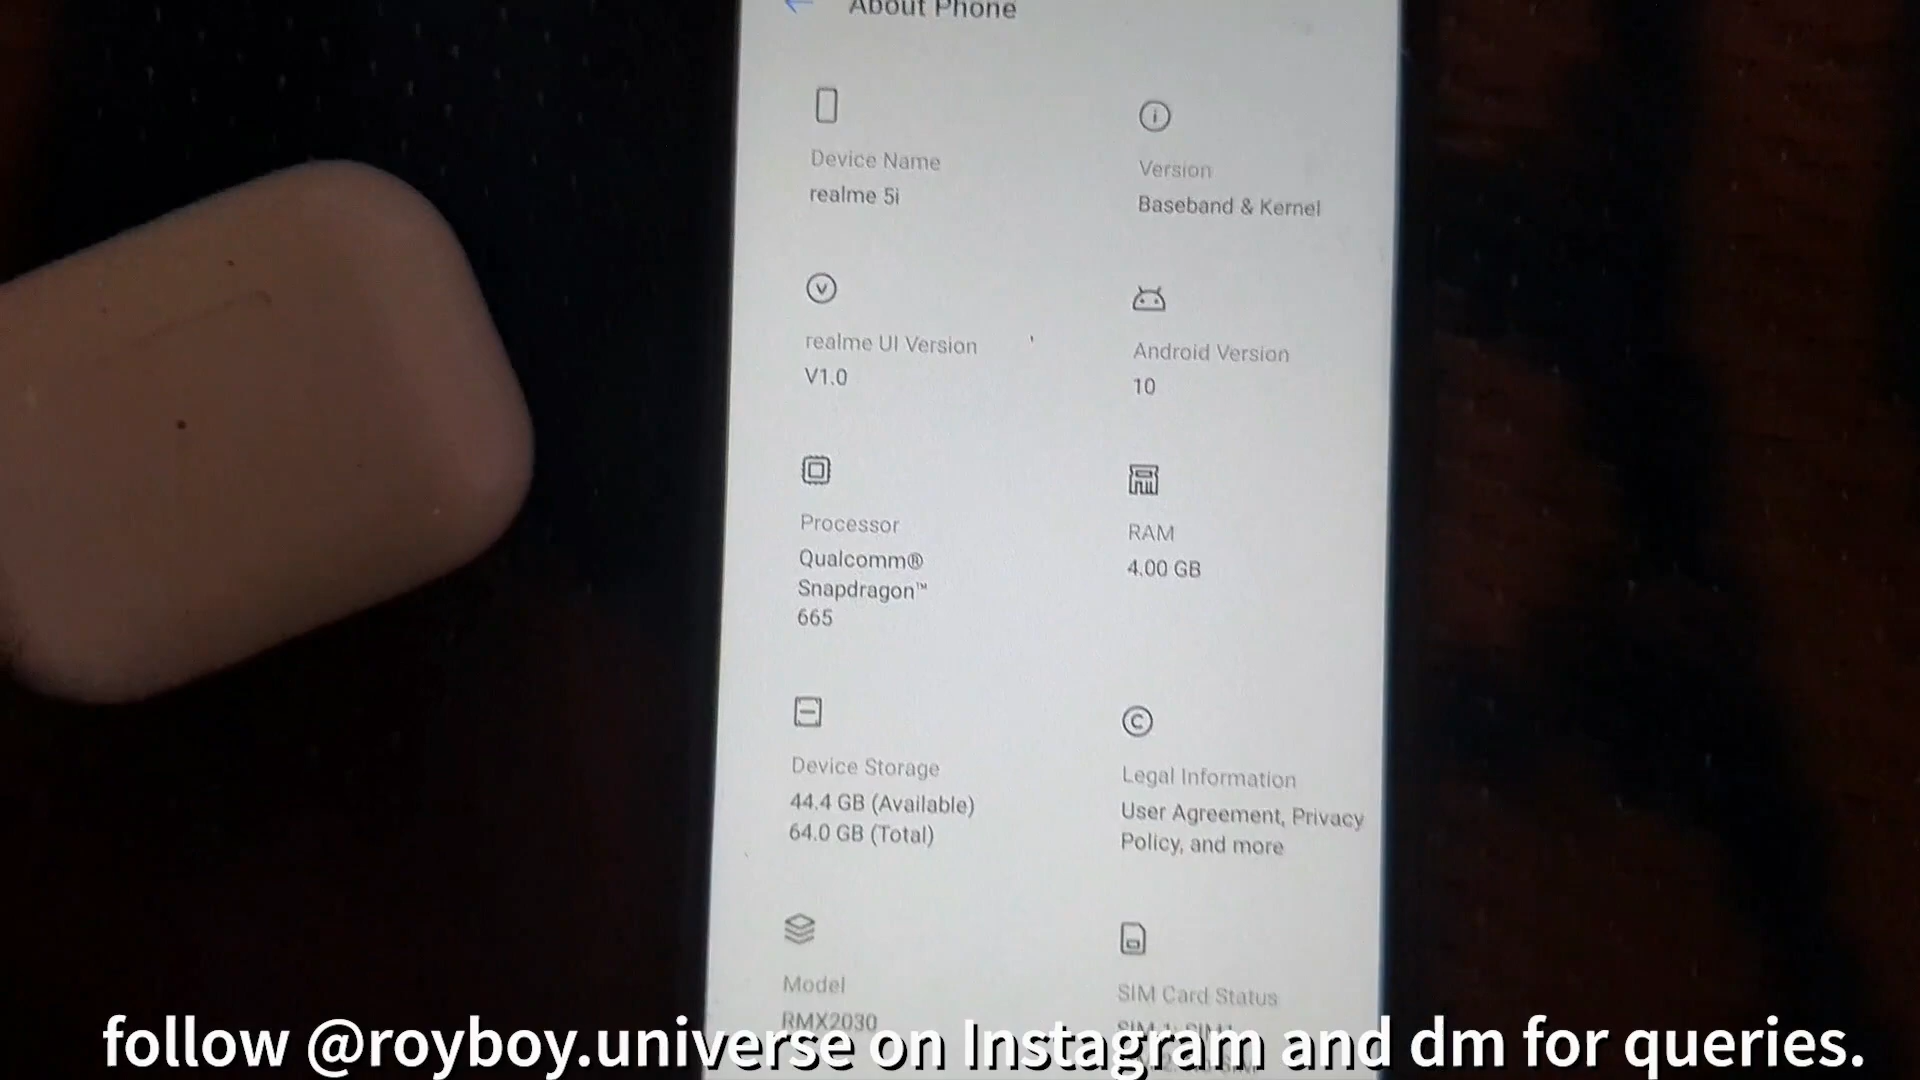 About Phone
Device Name
realme 5i
Version
Baseband & Kernel
realme UI Version
V1.0
Android Version
10
Processor
Qualcomm®
Snapdragon™
665
RAM
4.00 GB
Device Storage
44.4 GB (Available)
64.0 GB (Total)
Legal Information
User Agreement, Privacy
Policy, and more
Model
RMX2030
SIM Card Status
follow @royboy.universe on Instagram and dm for queries.